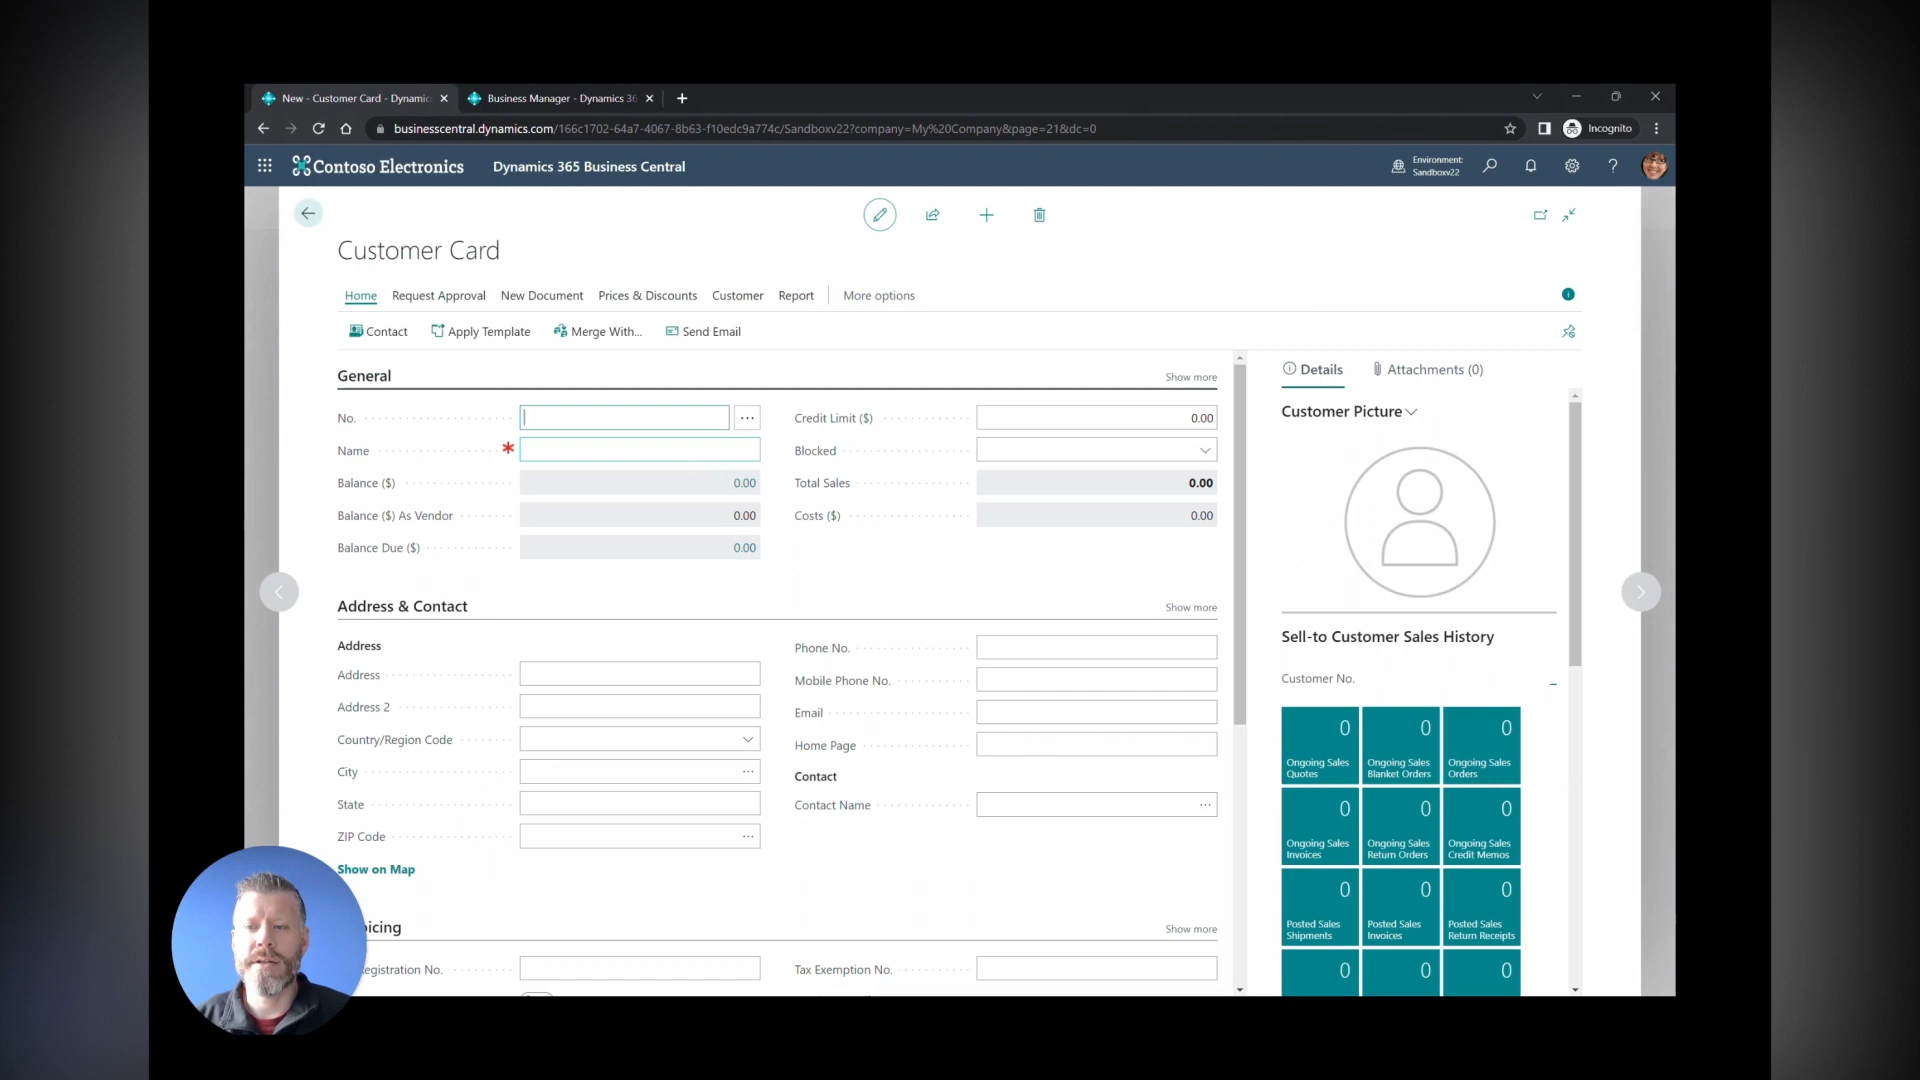 New - Customer Card - Dynamic
Business Manager - Dynamics 36
businesscentral.dynamics.com/166c1702-64a7-4067-8b63-f10edc9a774c/Sandboxv22?company=My%20Company&page=21&dc=0
Incognito
Contoso Electronics
Dynamics 365 Business Central
Environment:
Sandboxv22
Customer Card
Home
Request Approval
New Document
Prices & Discounts
Customer
Report
More options
Contact
Apply Template
Merge With...
Send Email
General
Show more
No.
Name
Balance ($)
0.00
Balance ($) As Vendor
0.00
Balance Due ($)
0.00
Credit Limit ($)
0.00
Blocked
Total Sales
0.00
Costs ($)
0.00
Address & Contact
Show more
Address
Address
Address 2
Country/Region Code
City
State
ZIP Code
Show on Map
Phone No.
Mobile Phone No.
Email
Home Page
Contact
Contact Name
oicing
Show more
egistration No.
Tax Exemption No.
Details
Attachments (0)
Customer Picture
Sell-to Customer Sales History
Customer No.
0
Ongoing Sales
Quotes
0
Ongoing Sales
Blanket Orders
0
Ongoing Sales
Orders
0
Ongoing Sales
Invoices
0
Ongoing Sales
Return Orders
0
Ongoing Sales
Credit Memos
0
Posted Sales
Shipments
0
Posted Sales
Invoices
0
Posted Sales
Return Receipts
0
0
0